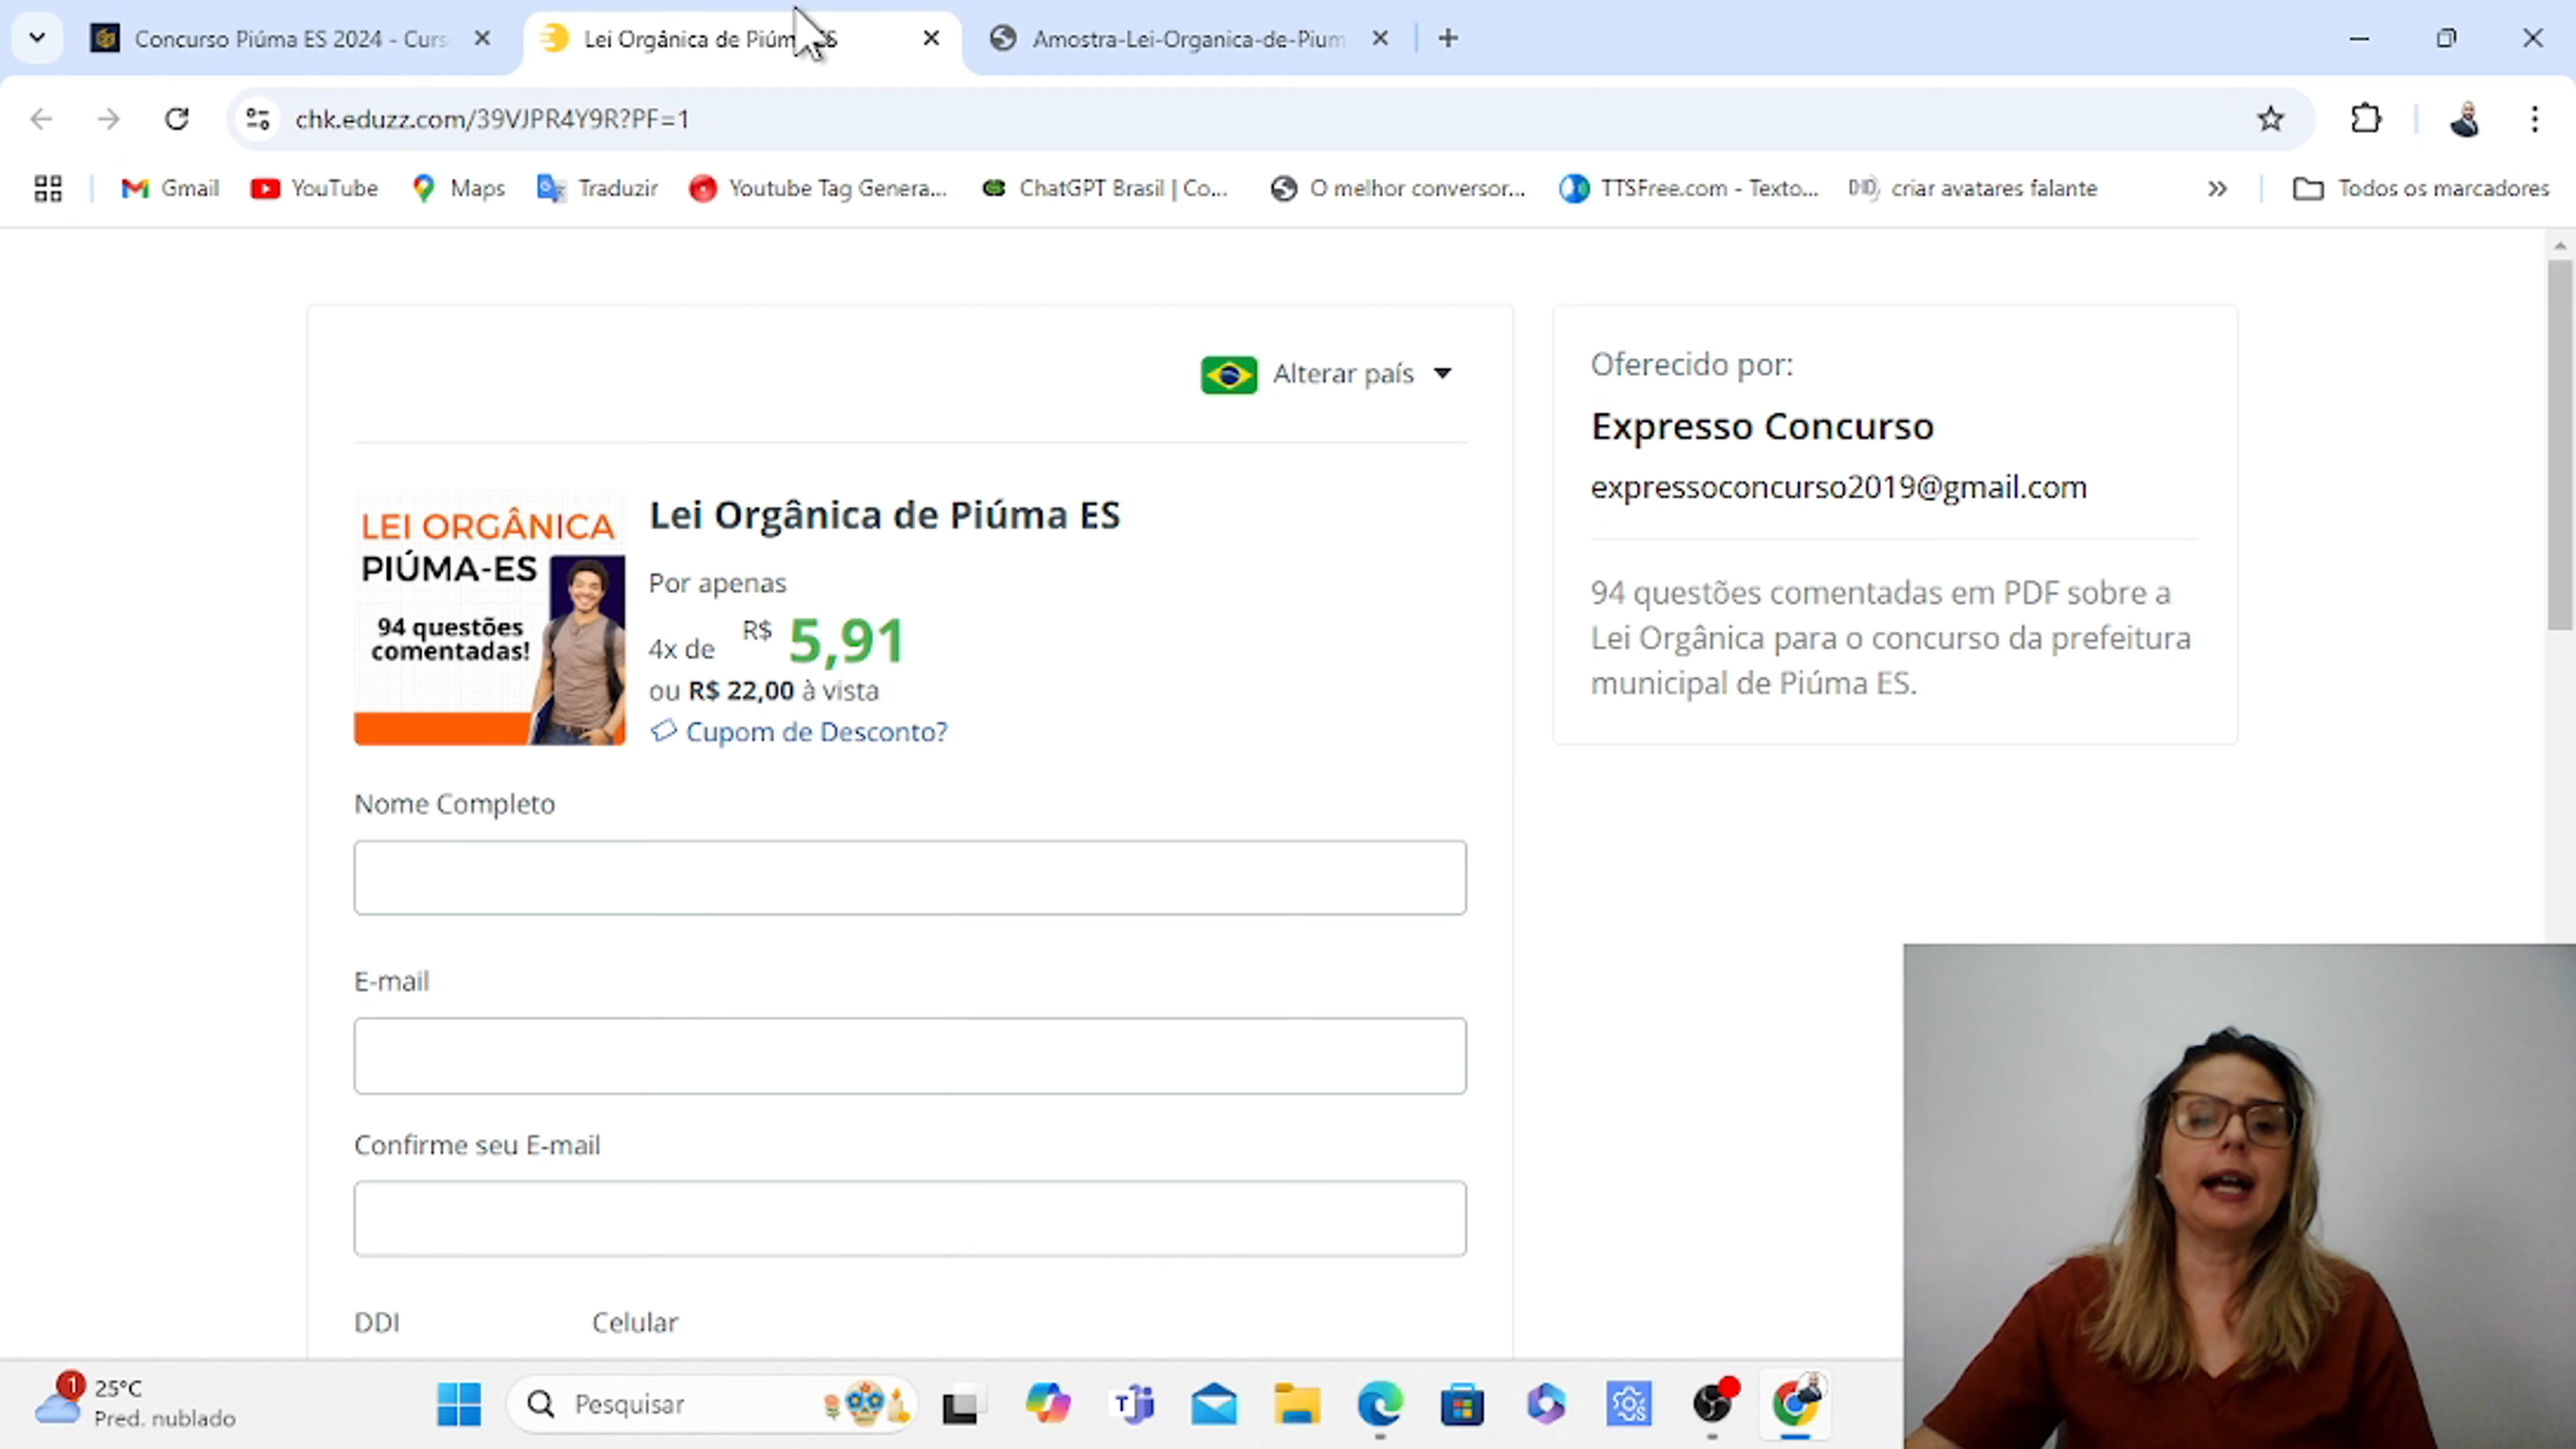 Concurso Piúma ES 2024 - Curs
Lei Orgânica de Piúm S
Amostra-Lei-Organica-de-Pium
chk.eduzz.com/39VJPR4Y9R?PF=1
Gmail
YouTube
Maps
Traduzir
Youtube Tag Genera...
ChatGPT Brasil | Co...
O melhor conversor...
TTSFree.com - Texto...
criar avatares falante
Todos os marcadores
Alterar país
LEI ORGÂNICA
PIÚMA-ES
94 questões
comentadas!
Lei Orgânica de Piúma ES
Por apenas
4x de R$ 5,91
ou R$ 22,00 à vista
Cupom de Desconto?
Nome Completo
E-mail
Confirme seu E-mail
DDI
Celular
Oferecido por:
Expresso Concurso
expressoconcurso2019@gmail.com
94 questões comentadas em PDF sobre a
Lei Orgânica para o concurso da prefeitura
municipal de Piúma ES.
1
25°C
Pred. nublado
Pesquisar